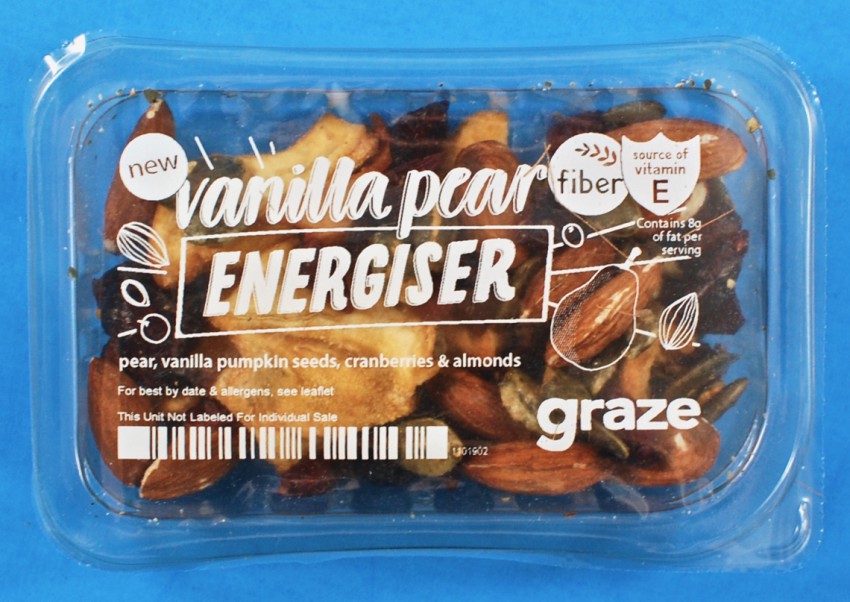 new
vanilla pear
ENERGISER
fiber
source of
vitamin
E
Contains 8g
of fat per
serving
pear, vanilla pumpkin seeds, cranberries & almonds
For best by date & allergens, see leaflet
This Unit Not Labeled For Individual Sale
graze
1101902